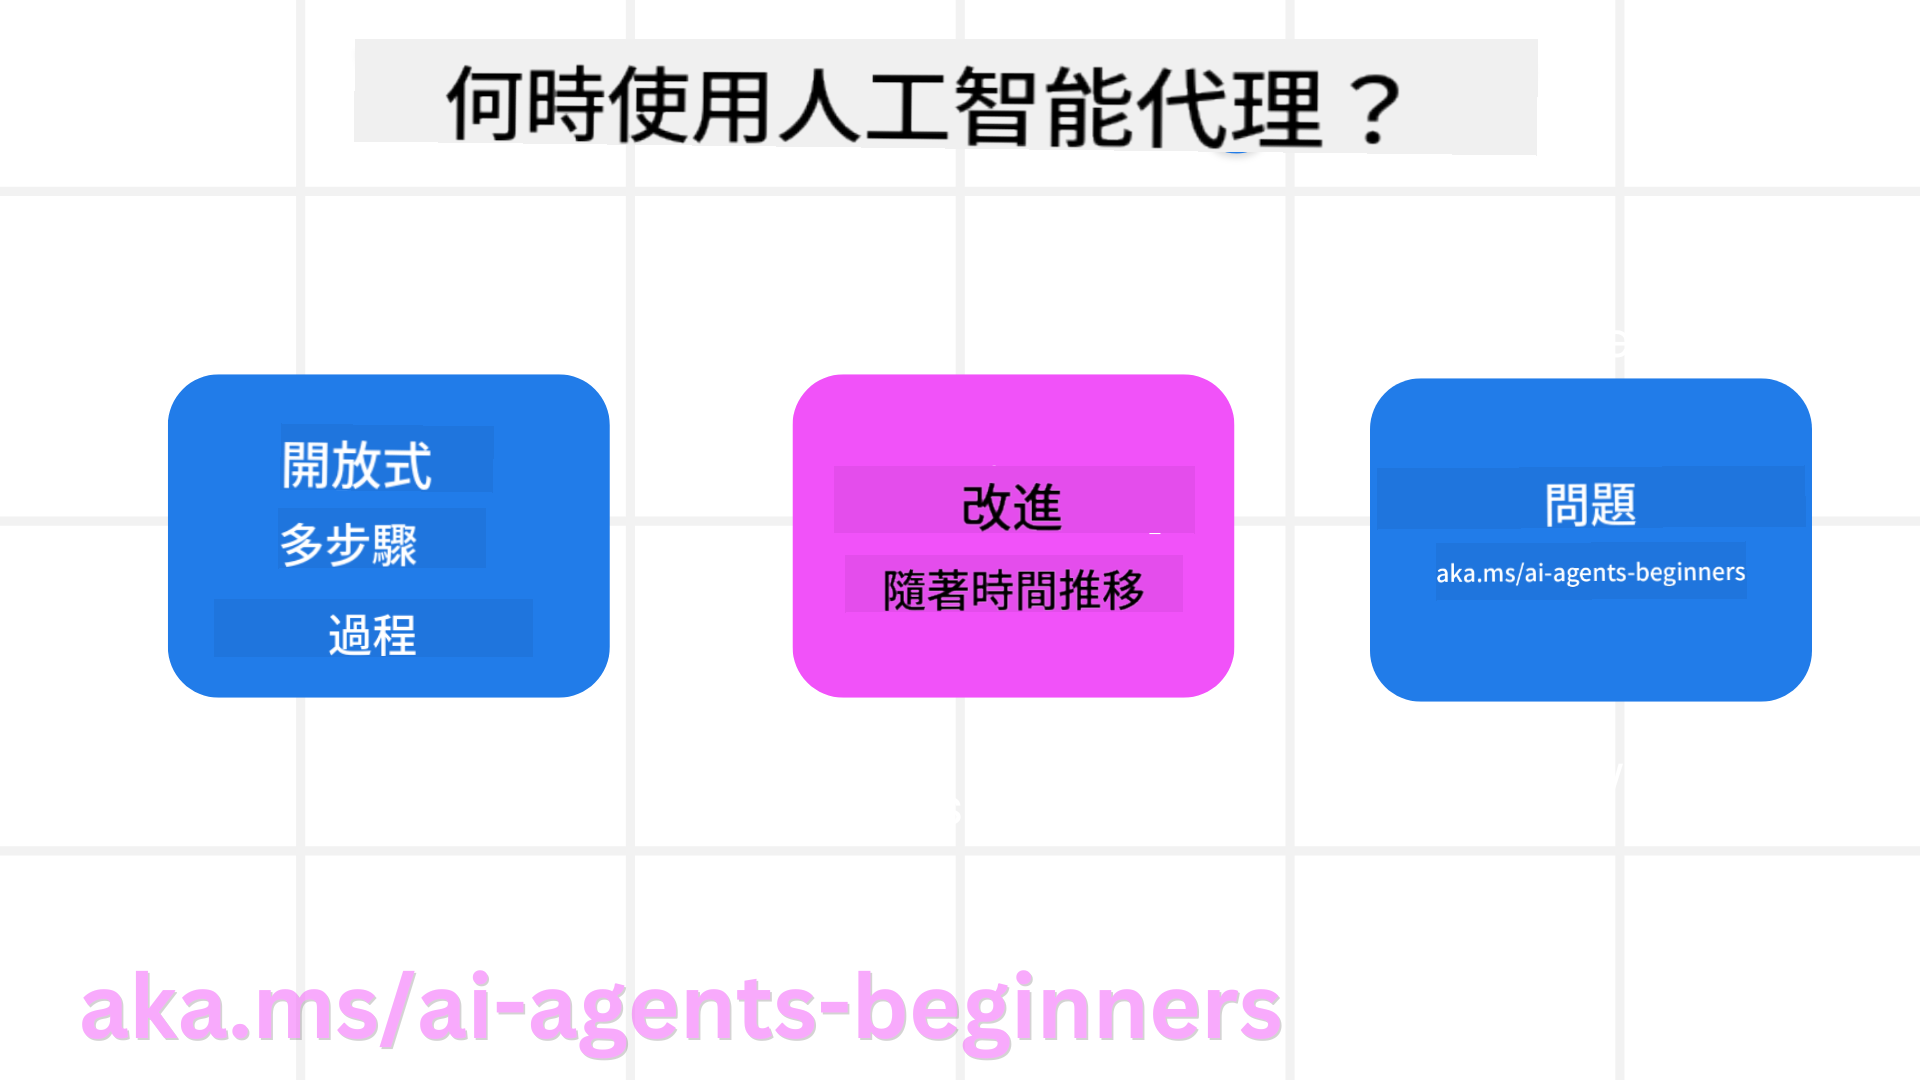 何時使用人工智能代理？
開放式
多步驟
過程
改進
隨著時間推移
問題
aka.ms/ai-agents-beginners
aka.ms/ai-agents-beginners